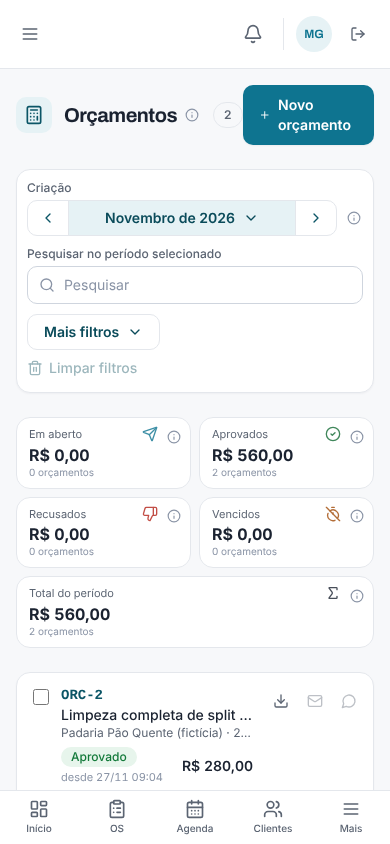 MG
Orçamentos
2
+ Novo orçamento
Criação
Novembro de 2026
Pesquisar no período selecionado
Pesquisar
Mais filtros
Limpar filtros
Em aberto
R$ 0,00
0 orçamentos
Aprovados
R$ 560,00
2 orçamentos
Recusados
R$ 0,00
0 orçamentos
Vencidos
R$ 0,00
0 orçamentos
Total do período
Σ
R$ 560,00
2 orçamentos
ORC-2
Limpeza completa de split ...
Padaria Pão Quente (fictícia) · 2...
Aprovado
desde 27/11 09:04
R$ 280,00
Início
OS
Agenda
Clientes
Mais